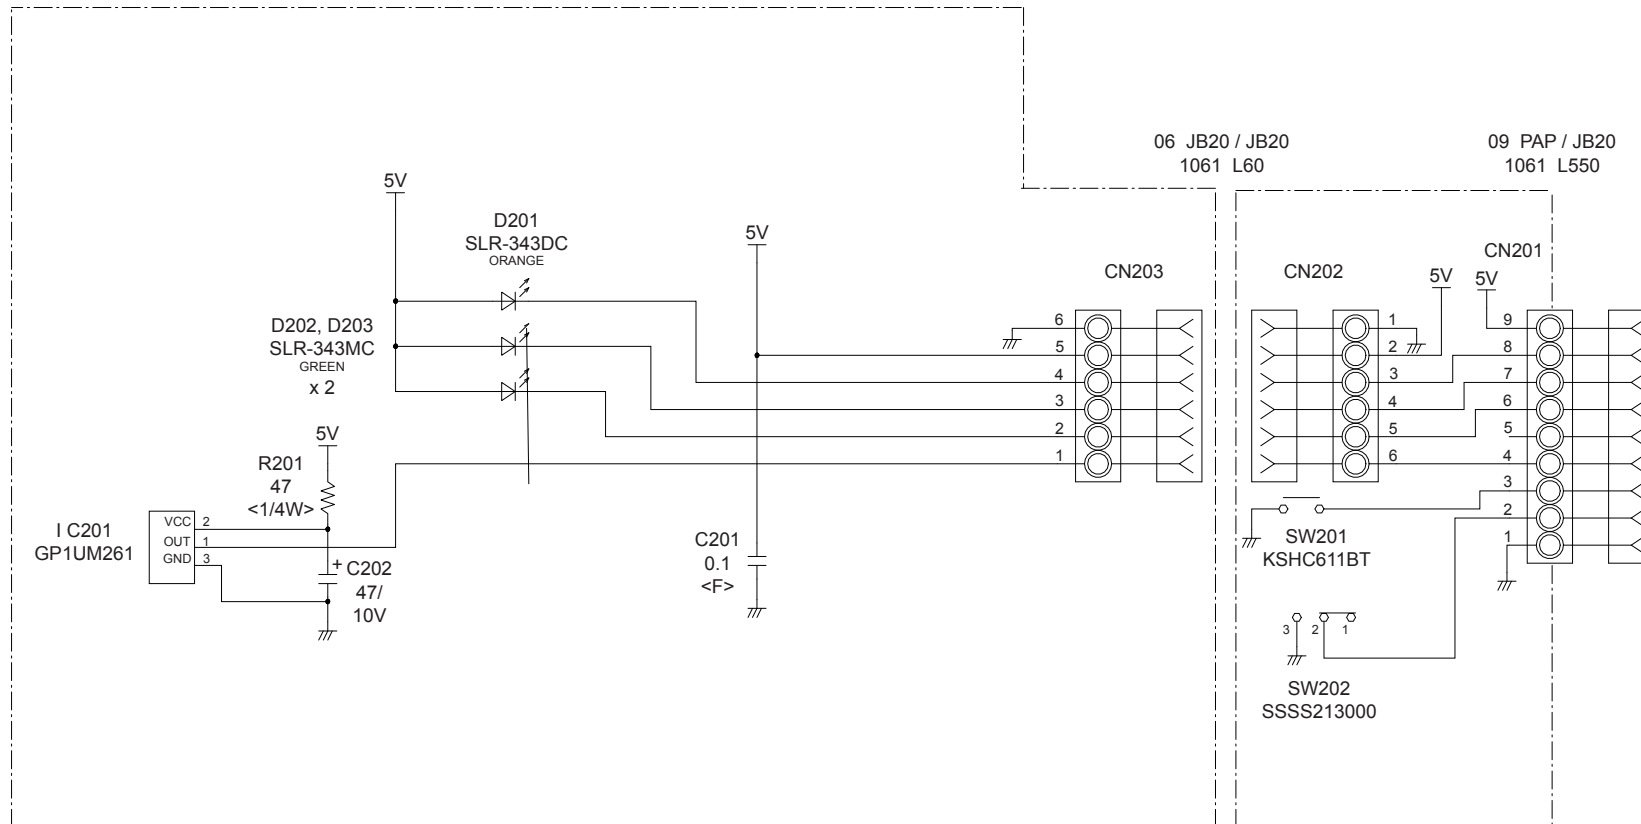 06 JB20 / JB20
1061 L60
09 PAP / JB20
1061 L550
5V
D201
SLR-343DC
ORANGE
D202, D203
SLR-343MC
GREEN
x 2
5V
R201
47
<1/4W>
I C201
GP1UM261
VCC 2
OUT 1
GND 3
+ C202
47/
10V
5V
C201
0.1
<F>
CN203
6
5
4
3
2
1
CN202
1
2
3
4
5
6
5V
5V
CN201
9
8
7
6
5
4
3
2
1
SW201
KSHC611BT
3 2 1
SW202
SSSS213000